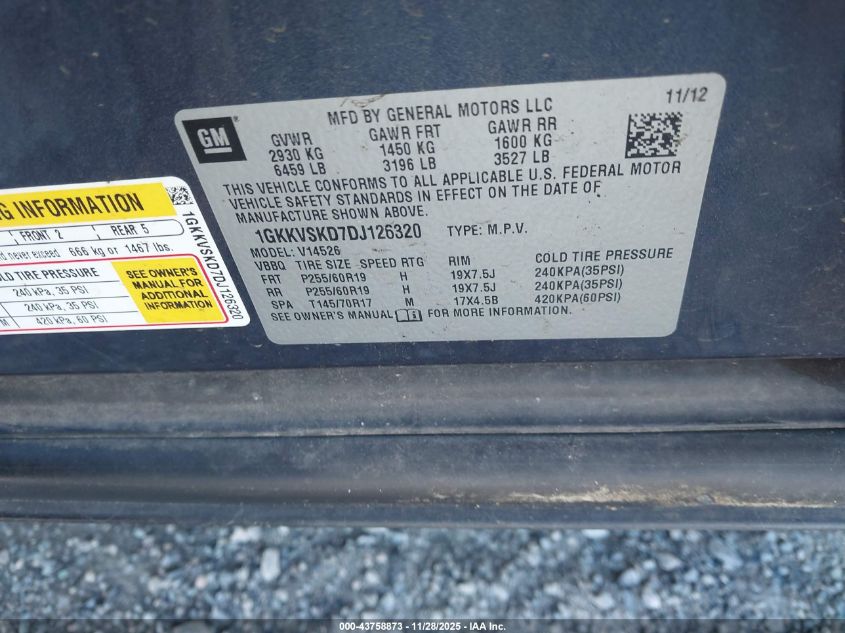 GM
MFD BY GENERAL MOTORS LLC
11/12
GVWR GAWR FRT GAWR RR
2930 KG 1450 KG 1600 KG
6459 LB 3196 LB 3527 LB
THIS VEHICLE CONFORMS TO ALL APPLICABLE U.S. FEDERAL MOTOR
VEHICLE SAFETY STANDARDS IN EFFECT ON THE DATE OF
MANUFACTURE SHOWN ABOVE.
1GKKVSKD7DJ126320 TYPE: M.P.V.
MODEL: V14526
VBBQ TIRE SIZE SPEED RTG RIM COLD TIRE PRESSURE
FRT P255/60R19 H 19X7.5J 240KPA(35PSI)
RR P255/60R19 H 19X7.5J 240KPA(35PSI)
SPA T145/70R17 M 17X4.5B 420KPA(60PSI)
SEE OWNER'S MANUAL FOR MORE INFORMATION.
NG INFORMATION
FRONT 2 REAR 5
never exceed 666 kg or 1467 lbs.
COLD TIRE PRESSURE
240 kPa, 35 PSI
240 kPa, 35 PSI
M 420 kPa, 60 PSI
SEE OWNER'S
MANUAL FOR
ADDITIONAL
INFORMATION
1GKKVSKD7DJ126320
000-43758873 - 11/28/2025 - IAA Inc.